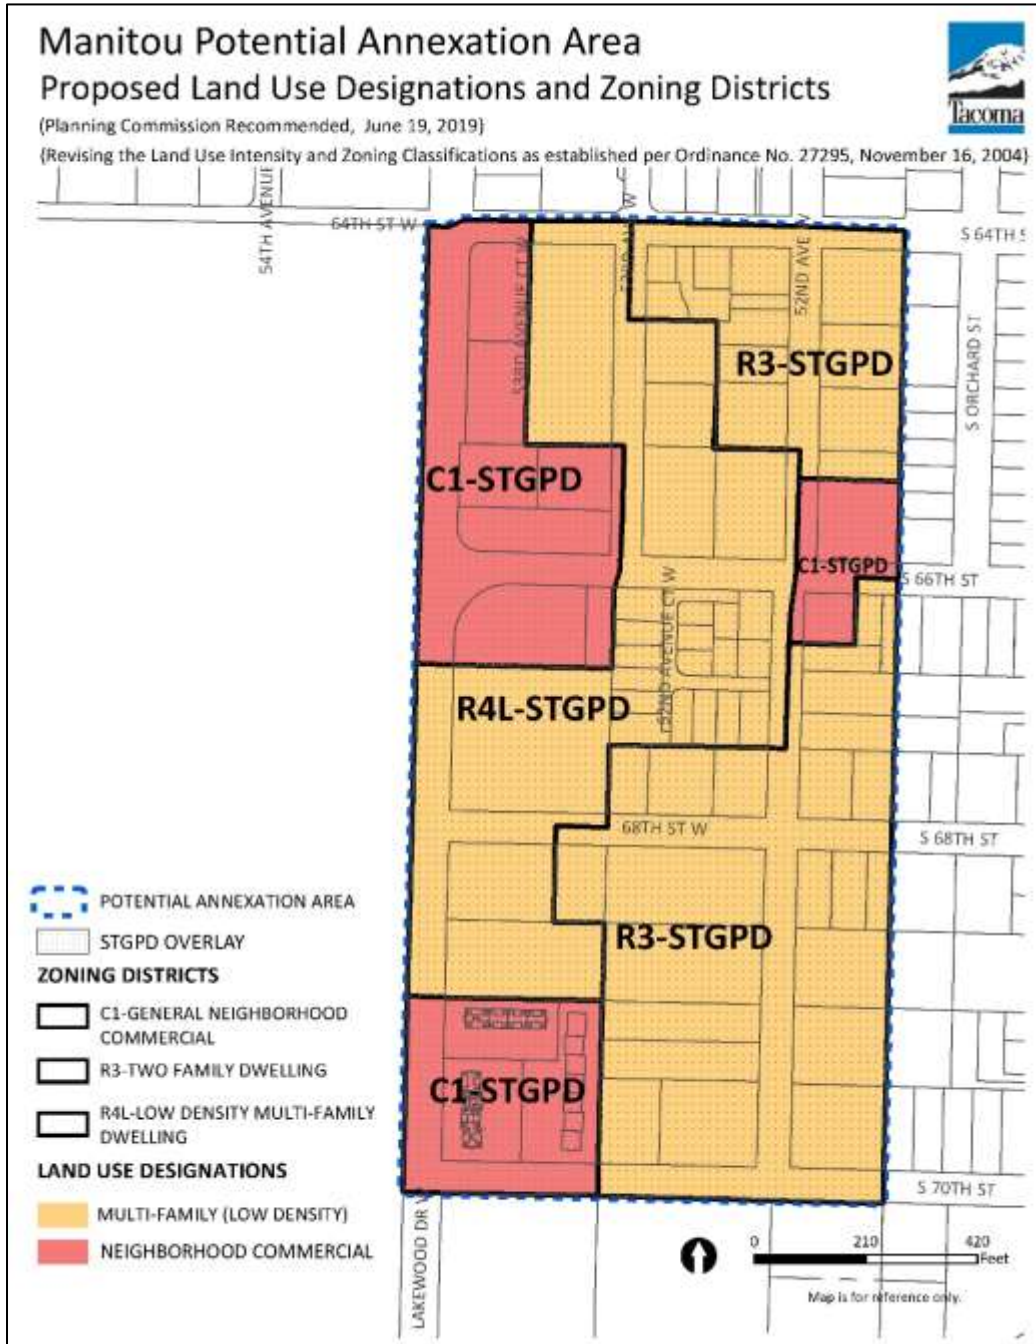 Manitou Potential Annexation Area
Proposed Land Use Designations and Zoning Districts
(Planning Commission Recommended, June 19, 2019)
(Revising the Land Use Intensity and Zoning Classifications as established per Ordinance No. 27295, November 16, 2004)
Tacoma
54TH AVENUE
64TH ST W
53RD AVENUE CT W
52ND AVE W
S 64TH S
S ORCHARD ST
R3-STGPD
C1-STGPD
C1-STGPD
S 66TH ST
52ND AVENUE CT W
R4L-STGPD
68TH ST W
S 68TH ST
R3-STGPD
C1-STGPD
S 70TH ST
LAKEWOOD DR
POTENTIAL ANNEXATION AREA
STGPD OVERLAY
ZONING DISTRICTS
C1-GENERAL NEIGHBORHOOD
COMMERCIAL
R3-TWO FAMILY DWELLING
R4L-LOW DENSITY MULTI-FAMILY
DWELLING
LAND USE DESIGNATIONS
MULTI-FAMILY (LOW DENSITY)
NEIGHBORHOOD COMMERCIAL
0 210 420
Feet
Map is for reference only.